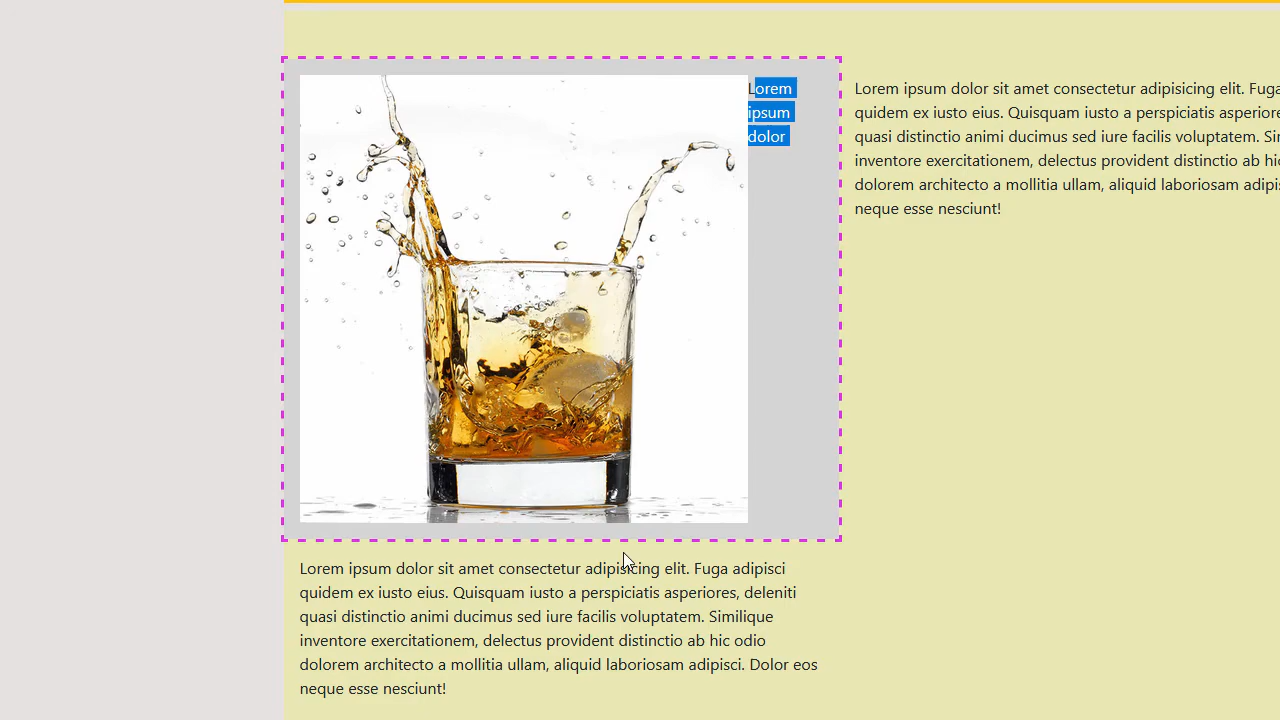 Lorem
ipsum
dolor
Lorem ipsum dolor sit amet consectetur adipisicing elit. Fuga
quidem ex iusto eius. Quisquam iusto a perspiciatis asperiore
quasi distinctio animi ducimus sed iure facilis voluptatem. Si
inventore exercitationem, delectus provident distinctio ab hi
dolorem architecto a mollitia ullam, aliquid laboriosam adipis
neque esse nesciunt!
Lorem ipsum dolor sit amet consectetur adipisicing elit. Fuga adipisci
quidem ex iusto eius. Quisquam iusto a perspiciatis asperiores, deleniti
quasi distinctio animi ducimus sed iure facilis voluptatem. Similique
inventore exercitationem, delectus provident distinctio ab hic odio
dolorem architecto a mollitia ullam, aliquid laboriosam adipisci. Dolor eos
neque esse nesciunt!